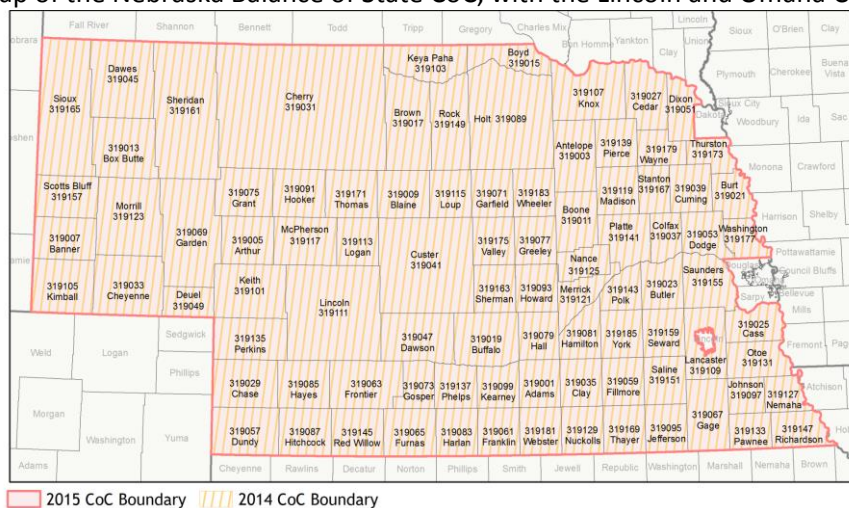 ap of the Nebraska Balance of State CoC, with the Lincoln and Omaha C
Fall River Shannon Bennett Todd Tripp Gregory Charles Mix Bon Homme Yankton Lincoln Union Clay Sioux O'Brien Clay
Plymouth Cherokee Buena Vista
Dawes
319045
Sioux
319165
Sheridan
319161
Cherry
319031
Keya Paha
319103
Boyd
319015
Brown
319017
Rock
319149
Holt 319089
319107
Knox
319027
Cedar
Dixon
319051
Dakota
Sioux City
Woodbury Ida Sac
319013
Box Butte
Antelope
319003
319139
Pierce
319179
Wayne
Thurston
319173
Monona Crawford
Scotts Bluff
319157
Morrill
319123
319069
Garden
319075
Grant
319091
Hooker
319171
Thomas
319009
Blaine
319115
Loup
319071
Garfield
319183
Wheeler
Boone
319011
319119
Madison
Stanton
319167
319039
Cuming
Burt
319021
Harrison Shelby
319007
Banner
319005
Arthur
McPherson
319117
319113
Logan
Custer
319041
319175
Valley
319077
Greeley
Nance
319125
Platte
319141
Colfax
319037
319053
Dodge
Washington
319177
Pottawattamie
Council Bluffs
319105
Kimball
319033
Cheyenne
Deuel
319049
Keith
319101
Lincoln
319111
319163
Sherman
319093
Howard
Merrick
319121
319143
Polk
319023
Butler
Saunders
319155
Douglas
Sarpy
Bellevue
Mills
Sedgwick
Weld Logan
Phillips
319135
Perkins
319047
Dawson
319019
Buffalo
319079
Hall
319081
Hamilton
319185
York
319159
Seward
Lincoln
Lancaster
319109
319025
Cass
Otoe
319131
Fremont Pag
319029
Chase
319085
Hayes
319063
Frontier
319073
Gosper
319137
Phelps
319099
Kearney
319001
Adams
319035
Clay
319059
Fillmore
Saline
319151
319067
Gage
Johnson
319097
319127
Nemaha
Atchison
Morgan
Washington Yuma
319057
Dundy
319087
Hitchcock
319145
Red Willow
319065
Furnas
319083
Harlan
319061
Franklin
319181
Webster
319129
Nuckolls
319169
Thayer
319095
Jefferson
319133
Pawnee
319147
Richardson
Adams Cheyenne Rawlins Decatur Norton Phillips Smith Jewell Republic Washington Marshall Nemaha Brown
2015 CoC Boundary 2014 CoC Boundary